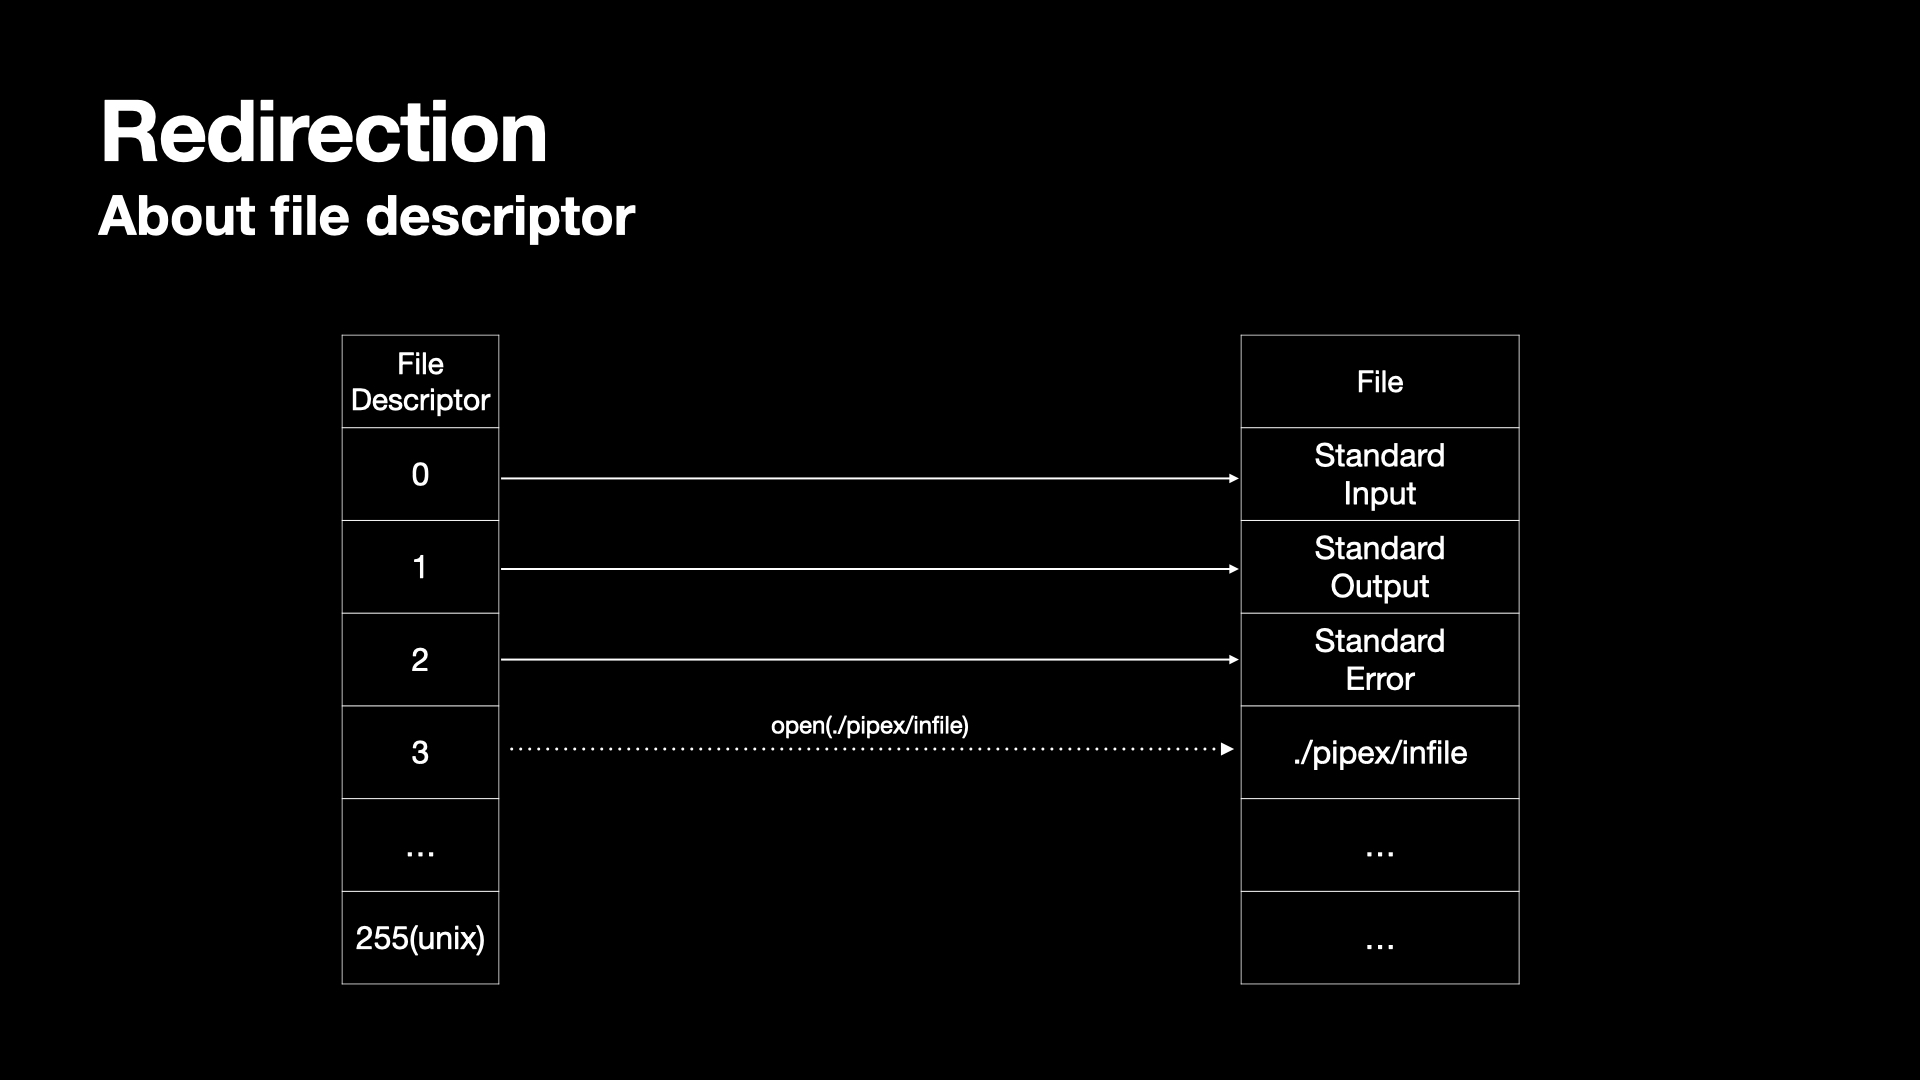 Redirection
About file descriptor
File
Descriptor
File
0
Standard
Input
1
Standard
Output
2
Standard
Error
3
open(./pipex/infile)
./pipex/infile
...
...
255(unix)
...